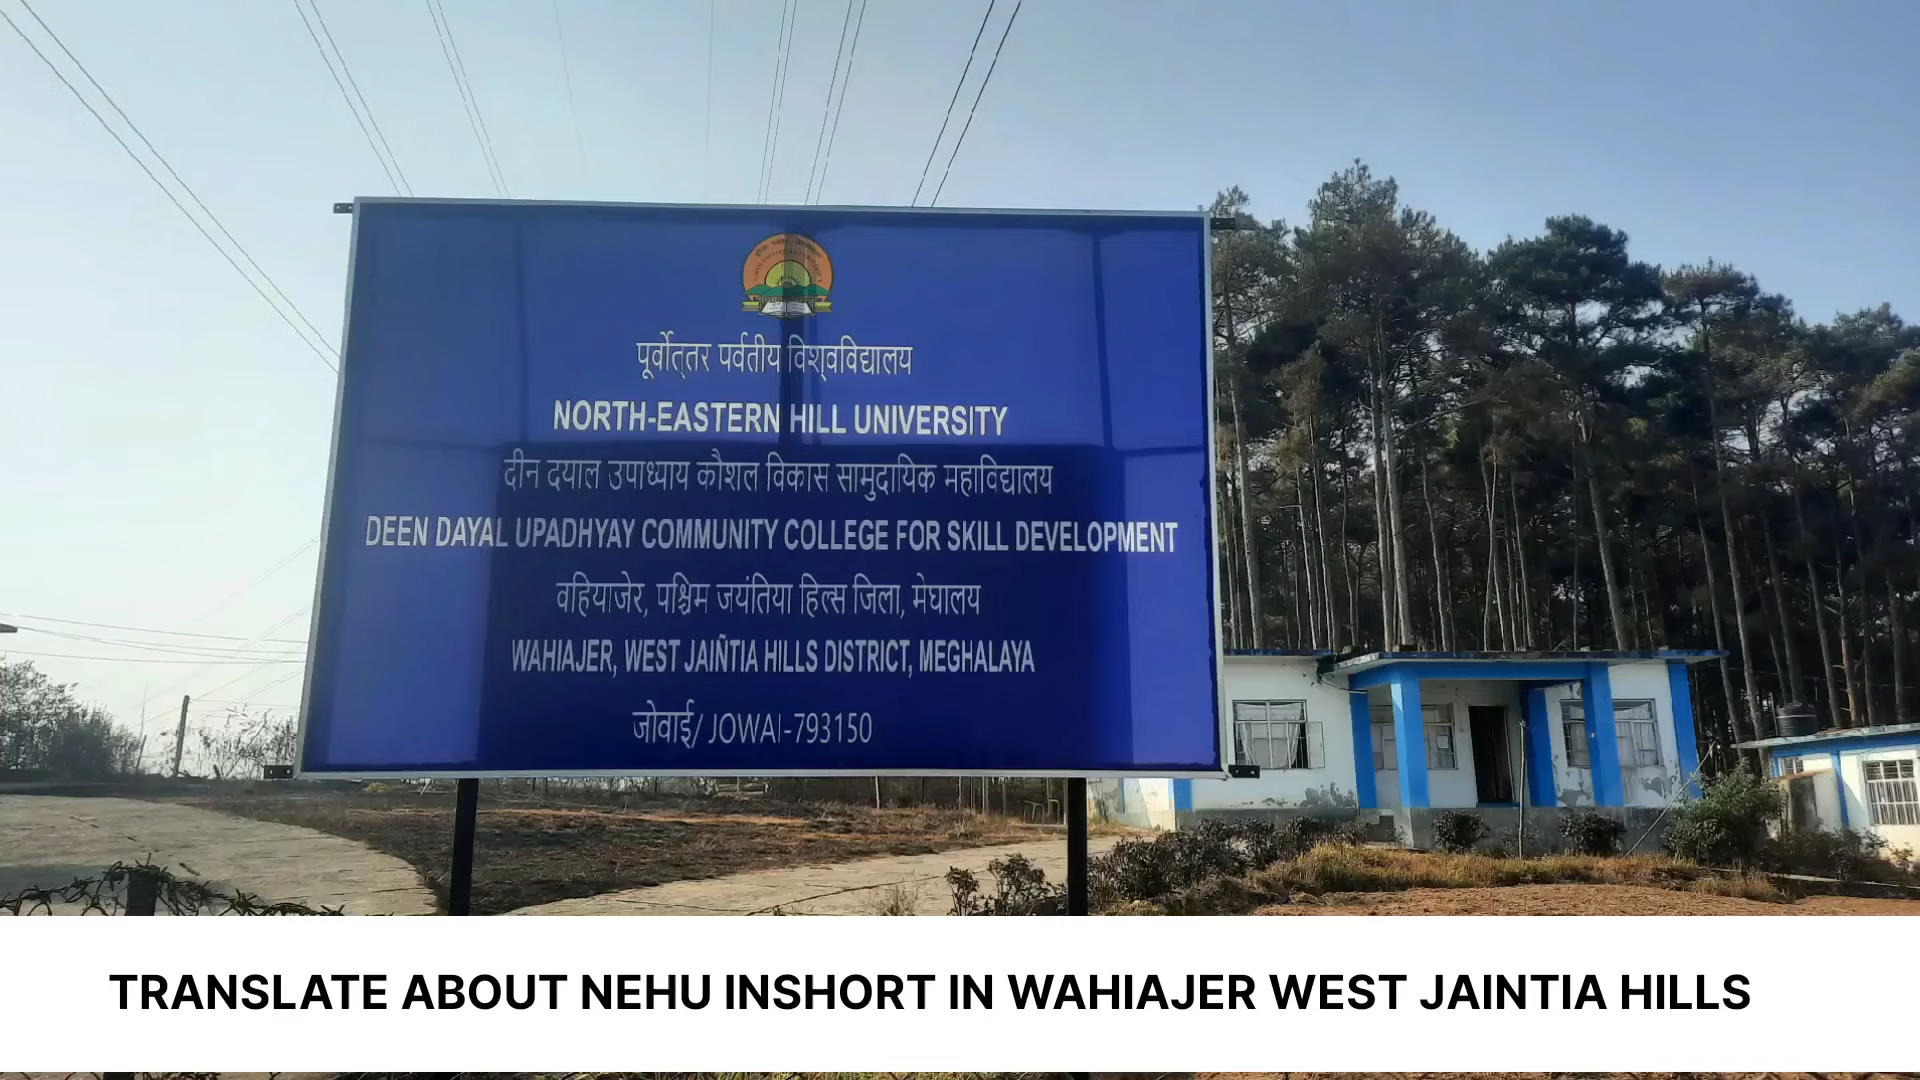 पूर्वोत्तर पर्वतीय विश्वविद्यालय
NORTH-EASTERN HILL UNIVERSITY
दीन दयाल उपाध्याय कौशल विकास सामुदायिक महाविद्यालय
DEEN DAYAL UPADHYAY COMMUNITY COLLEGE FOR SKILL DEVELOPMENT
वहियाजेर, पश्चिम जयंतिया हिल्स जिला, मेघालय
WAHIAJER, WEST JAIÑTIA HILLS DISTRICT, MEGHALAYA
जोवाई/ JOWAI-793150
TRANSLATE ABOUT NEHU INSHORT IN WAHIAJER WEST JAINTIA HILLS